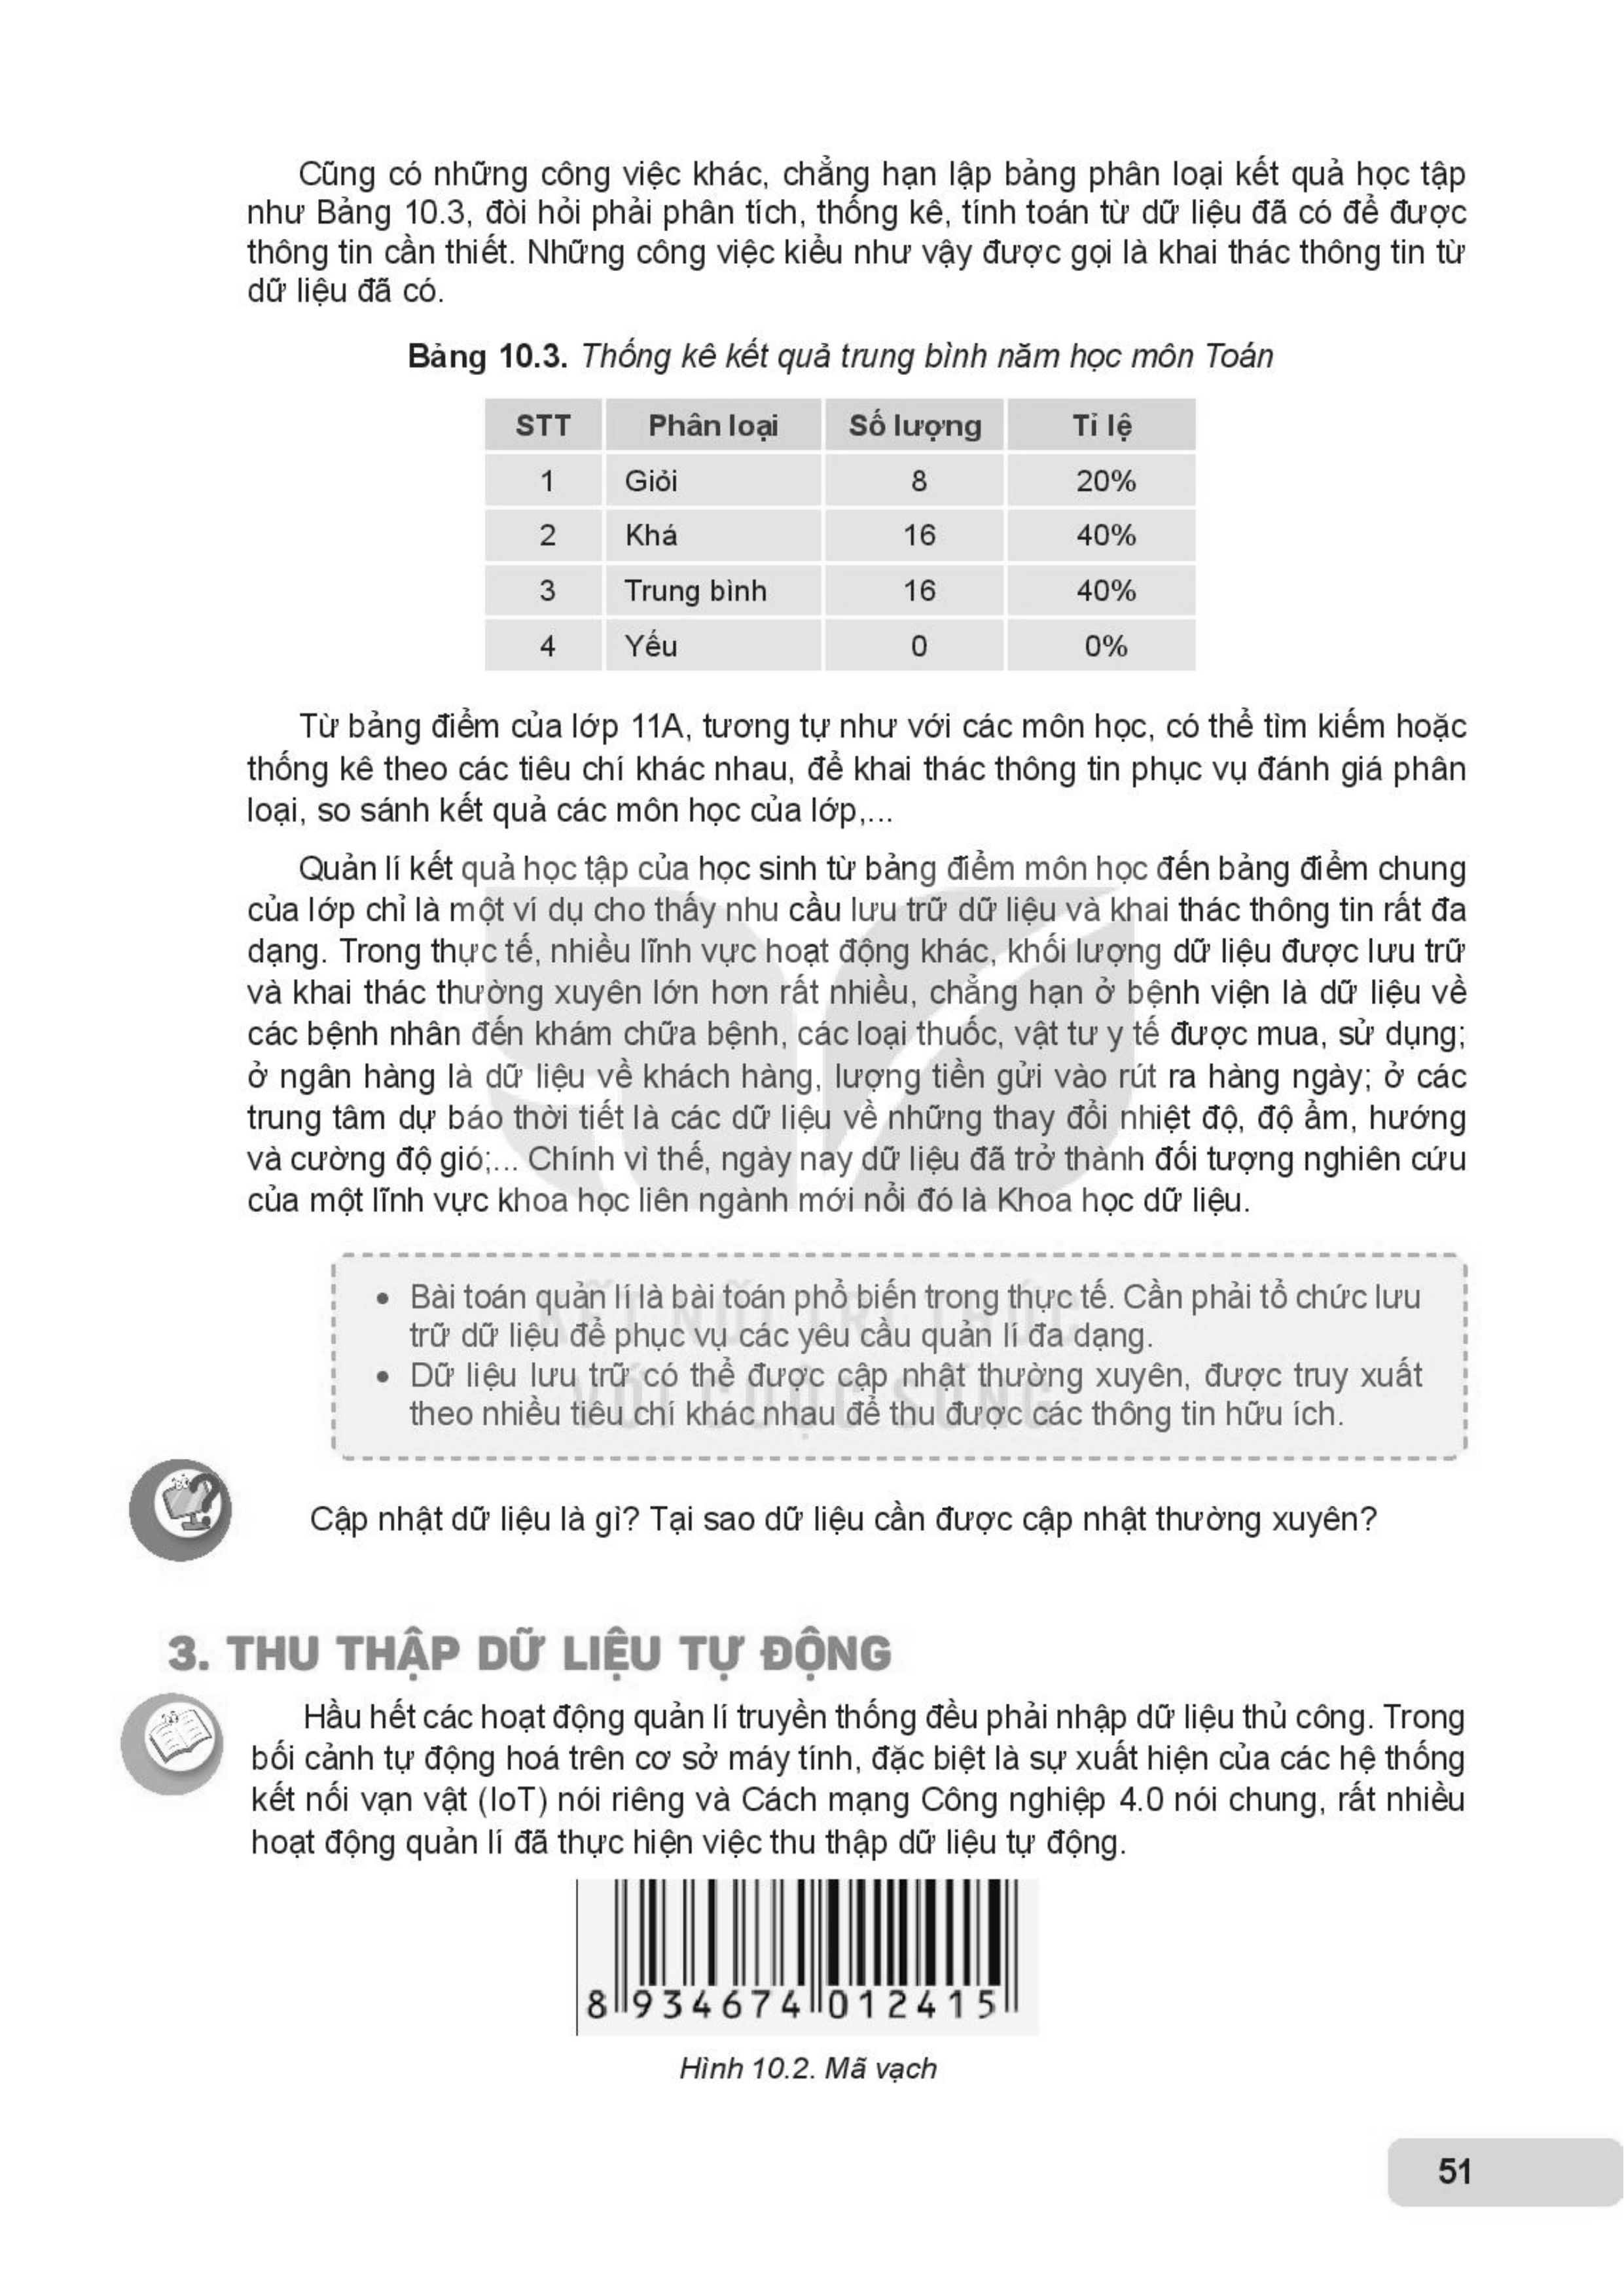 Cũng có những công việc khác, chẳng hạn lập bảng phân loại kết quả học tập
như Bảng 10.3, đòi hỏi phải phân tích, thống kê, tính toán từ dữ liệu đã có để được
thông tin cần thiết. Những công việc kiểu như vậy được gọi là khai thác thông tin từ
dữ liệu đã có.
Bảng 10.3. Thống kê kết quả trung bình năm học môn Toán
STT Phân loại Số lượng Tỉ lệ
1 Giỏi 8 20%
2 Khá 16 40%
3 Trung bình 16 40%
4 Yếu 0 0%
Từ bảng điểm của lớp 11A, tương tự như với các môn học, có thể tìm kiếm hoặc
thống kê theo các tiêu chí khác nhau, để khai thác thông tin phục vụ đánh giá phân
loại, so sánh kết quả các môn học của lớp,...
Quản lí kết quả học tập của học sinh từ bảng điểm môn học đến bảng điểm chung
của lớp chỉ là một ví dụ cho thấy nhu cầu lưu trữ dữ liệu và khai thác thông tin rất đa
dạng. Trong thực tế, nhiều lĩnh vực hoạt động khác, khối lượng dữ liệu được lưu trữ
và khai thác thường xuyên lớn hơn rất nhiều, chẳng hạn ở bệnh viện là dữ liệu về
các bệnh nhân đến khám chữa bệnh, các loại thuốc, vật tư y tế được mua, sử dụng;
ở ngân hàng là dữ liệu về khách hàng, lượng tiền gửi vào rút ra hàng ngày; ở các
trung tâm dự báo thời tiết là các dữ liệu về những thay đổi nhiệt độ, độ ẩm, hướng
và cường độ gió;... Chính vì thế, ngày nay dữ liệu đã trở thành đối tượng nghiên cứu
của một lĩnh vực khoa học liên ngành mới nổi đó là Khoa học dữ liệu.
KẾT NỐI TRI THỨC
VỚI CUỘC SỐNG
• Bài toán quản lí là bài toán phổ biến trong thực tế. Cần phải tổ chức lưu
trữ dữ liệu để phục vụ các yêu cầu quản lí đa dạng.
• Dữ liệu lưu trữ có thể được cập nhật thường xuyên, được truy xuất
theo nhiều tiêu chí khác nhau để thu được các thông tin hữu ích.
Cập nhật dữ liệu là gì? Tại sao dữ liệu cần được cập nhật thường xuyên?
3. THU THẬP DỮ LIỆU TỰ ĐỘNG
Hầu hết các hoạt động quản lí truyền thống đều phải nhập dữ liệu thủ công. Trong
bối cảnh tự động hoá trên cơ sở máy tính, đặc biệt là sự xuất hiện của các hệ thống
kết nối vạn vật (IoT) nói riêng và Cách mạng Công nghiệp 4.0 nói chung, rất nhiều
hoạt động quản lí đã thực hiện việc thu thập dữ liệu tự động.
8 934674 012415
Hình 10.2. Mã vạch
51